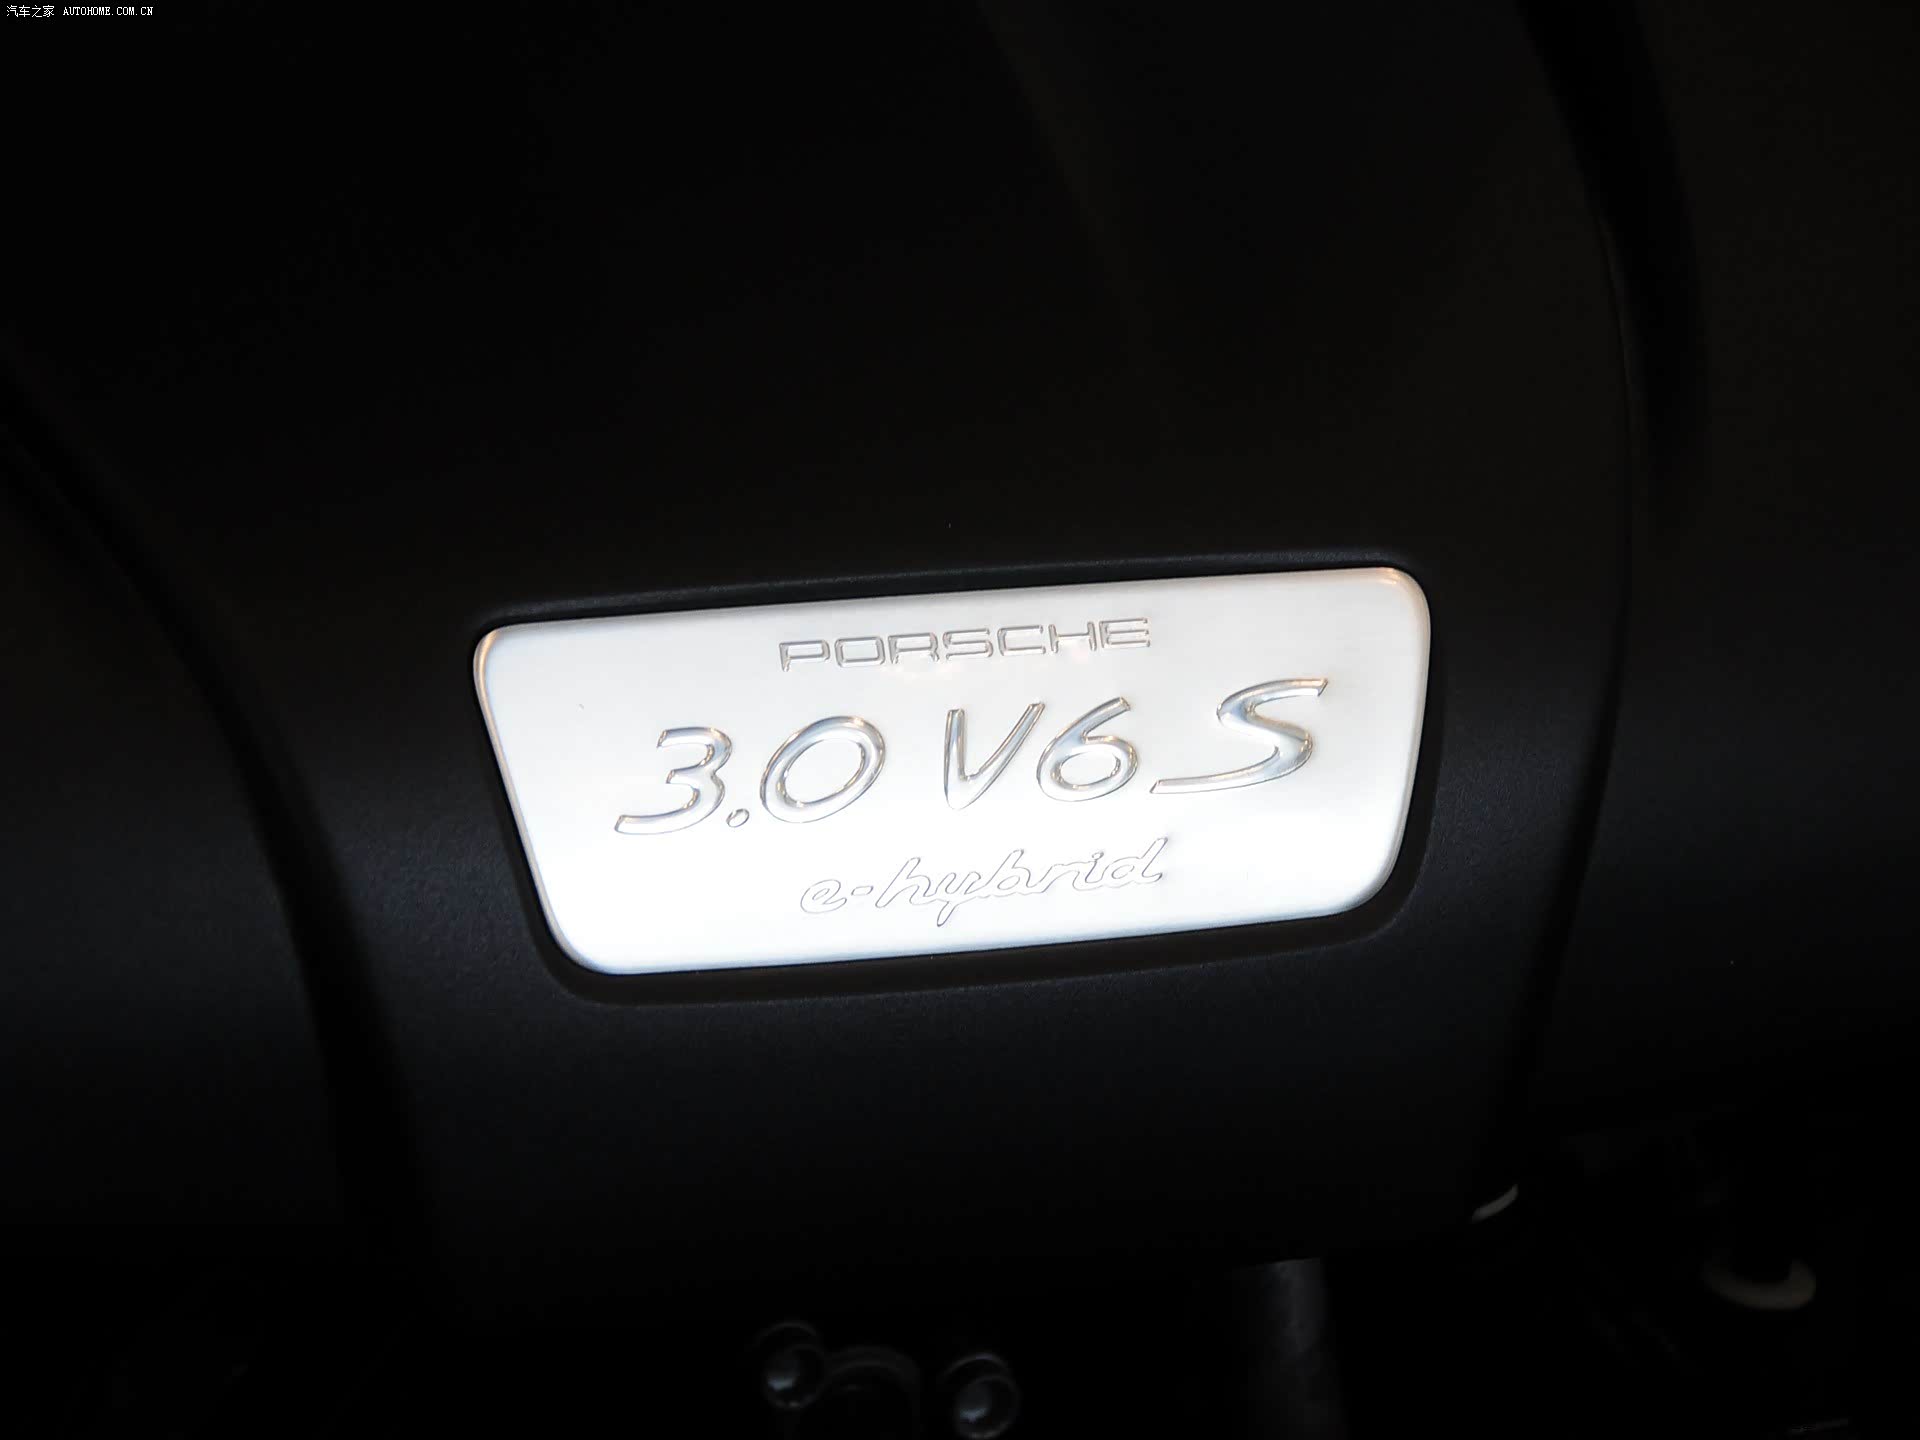 汽车之家 AUTOHOME.COM.CN
PORSCHE
3.0 V6 S
e-hybrid